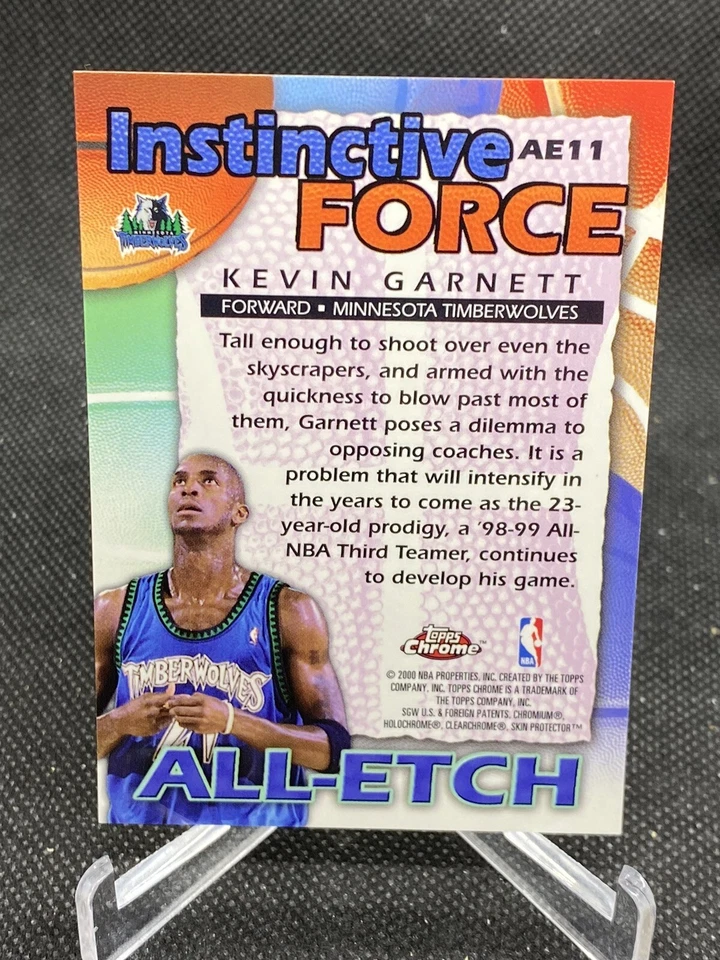 Instinctive
AE11
FORCE
MINNESOTA
TIMBERWOLVES
KEVIN GARNETT
FORWARD ▪ MINNESOTA TIMBERWOLVES
Tall enough to shoot over even the
skyscrapers, and armed with the
quickness to blow past most of
them, Garnett poses a dilemma to
opposing coaches. It is a
problem that will intensify in
the years to come as the 23-
year-old prodigy, a '98-99 All-
NBA Third Teamer, continues
to develop his game.
TIMBERWOLVES
21
Topps
Chrome™
NBA
© 2000 NBA PROPERTIES, INC. CREATED BY THE TOPPS
COMPANY, INC. TOPPS CHROME IS A TRADEMARK OF
THE TOPPS COMPANY, INC.
SGW U.S. & FOREIGN PATENTS. CHROMIUM®,
HOLOCHROME®, CLEARCHROME®, SKIN PROTECTOR™
ALL-ETCH